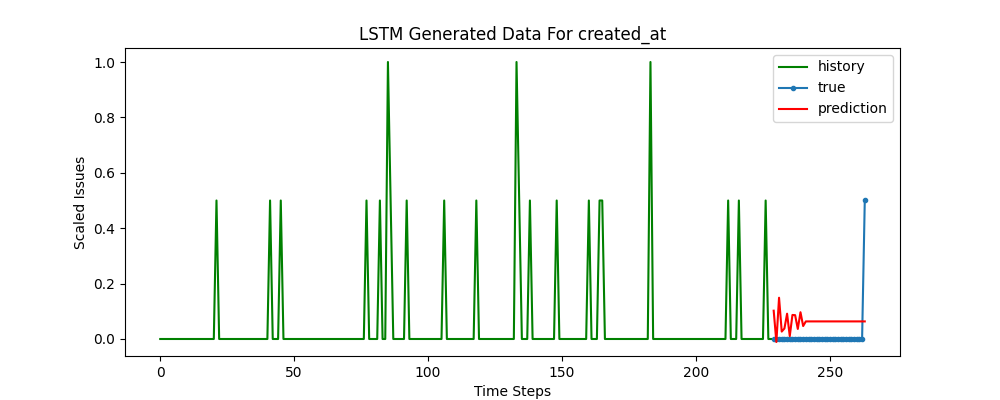 LSTM Generated Data For created_at
history
true
prediction
1.0
0.8
0.6
0.4
0.2
0.0
Scaled Issues
0 50 100 150 200 250
Time Steps